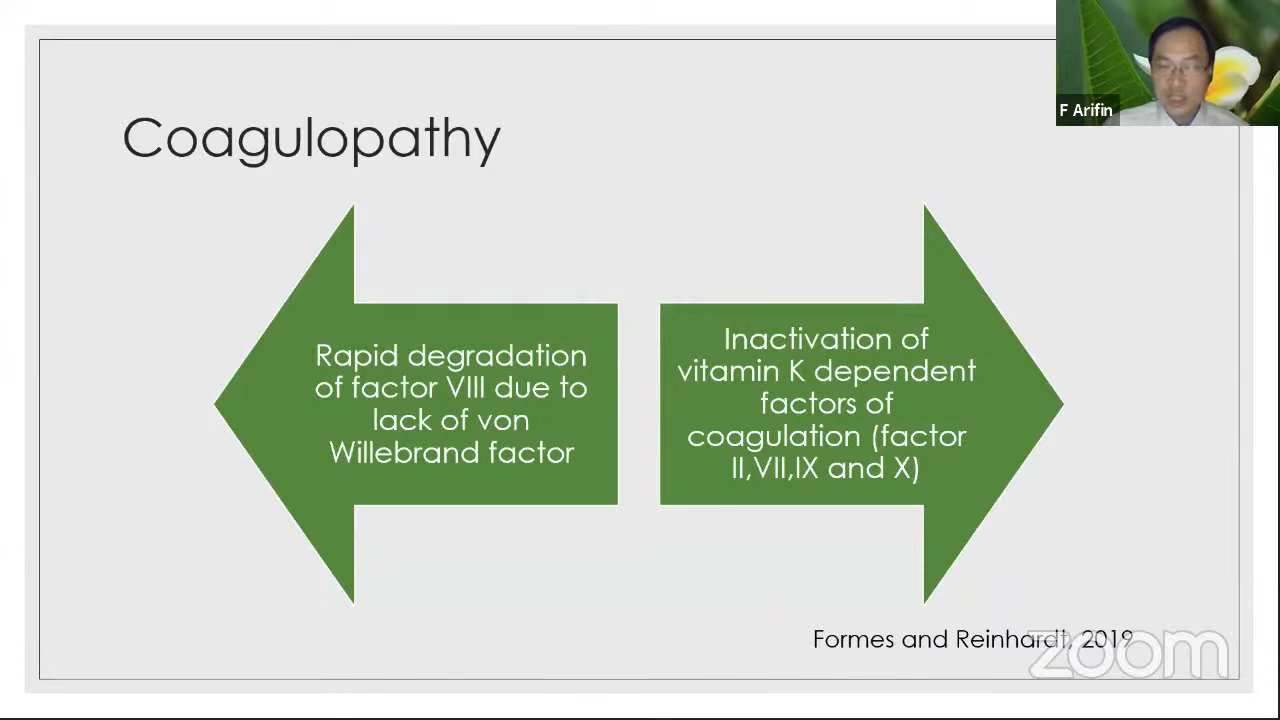 F Arifin
Coagulopathy
Rapid degradation
of factor VIII due to
lack of von
Willebrand factor
Inactivation of
vitamin K dependent
factors of
coagulation (factor
II,VII,IX and X)
Formes and Reinhardt, 2019
zoom